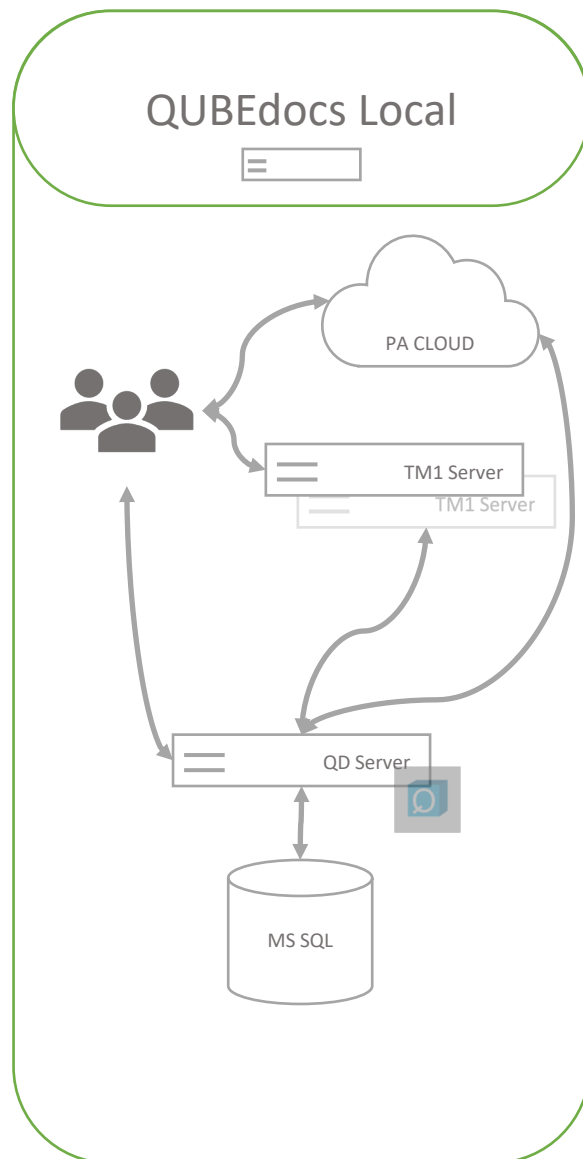 QUBEdocs Local
PA CLOUD
TM1 Server
TM1 Server
QD Server
Q
MS SQL